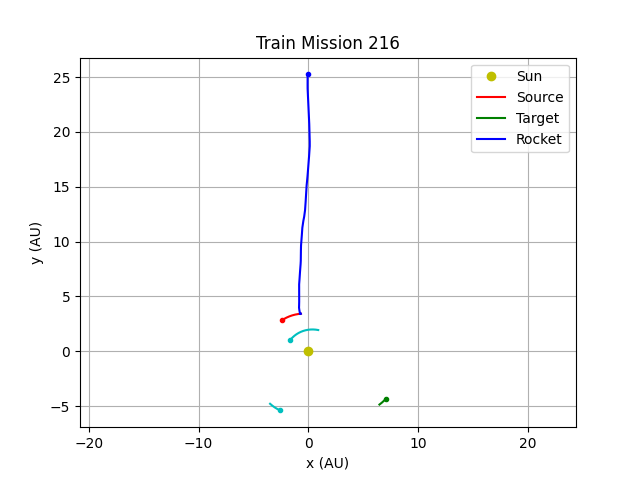 Train Mission 216
Sun
Source
Target
Rocket
y (AU)
25
20
15
10
5
0
−5
−20
−10
0
10
20
x (AU)